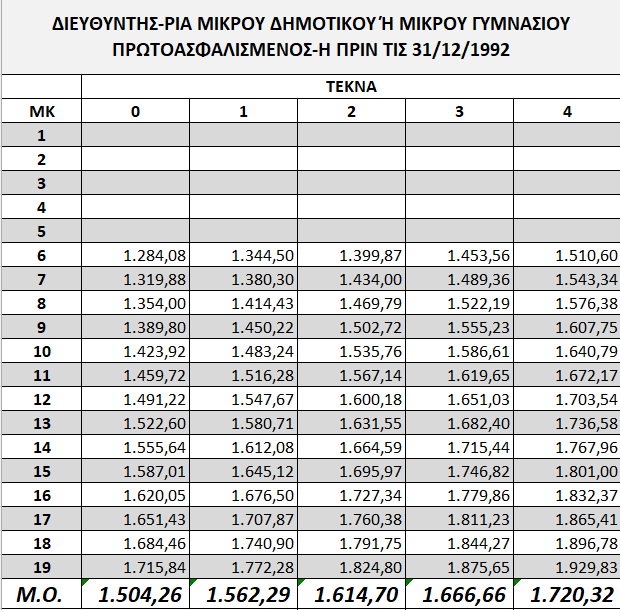 ΔΙΕΥΘΥΝΤΗΣ-ΡΙΑ ΜΙΚΡΟΥ ΔΗΜΟΤΙΚΟΥ Ή ΜΙΚΡΟΥ ΓΥΜΝΑΣΙΟΥ
ΠΡΩΤΟΑΣΦΑΛΙΣΜΕΝΟΣ-Η ΠΡΙΝ ΤΙΣ 31/12/1992
ΤΕΚΝΑ
ΜΚ 0 1 2 3 4
1
2
3
4
5
6 1.284,08 1.344,50 1.399,87 1.453,56 1.510,60
7 1.319,88 1.380,30 1.434,00 1.489,36 1.543,34
8 1.354,00 1.414,43 1.469,79 1.522,19 1.576,38
9 1.389,80 1.450,22 1.502,72 1.555,23 1.607,75
10 1.423,92 1.483,24 1.535,76 1.586,61 1.640,79
11 1.459,72 1.516,28 1.567,14 1.619,65 1.672,17
12 1.491,22 1.547,67 1.600,18 1.651,03 1.703,54
13 1.522,60 1.580,71 1.631,55 1.682,40 1.736,58
14 1.555,64 1.612,08 1.664,59 1.715,44 1.767,96
15 1.587,01 1.645,12 1.695,97 1.746,82 1.801,00
16 1.620,05 1.676,50 1.727,34 1.779,86 1.832,37
17 1.651,43 1.707,87 1.760,38 1.811,23 1.865,41
18 1.684,46 1.740,90 1.791,75 1.844,27 1.896,78
19 1.715,84 1.772,28 1.824,80 1.875,65 1.929,83
Μ.Ο. 1.504,26 1.562,29 1.614,70 1.666,66 1.720,32